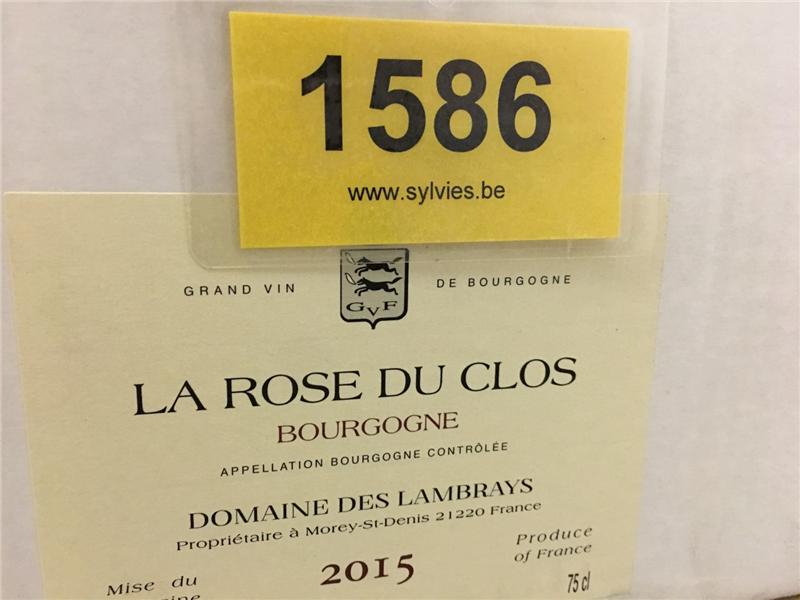 1586
www.sylvies.be
GRAND VIN DE BOURGOGNE
GVF
LA ROSE DU CLOS
BOURGOGNE
APPELLATION BOURGOGNE CONTRÔLÉE
DOMAINE DES LAMBRAYS
Propriétaire à Morey-St-Denis 21220 France
Mise du
2015
Produce
of France
75 cl